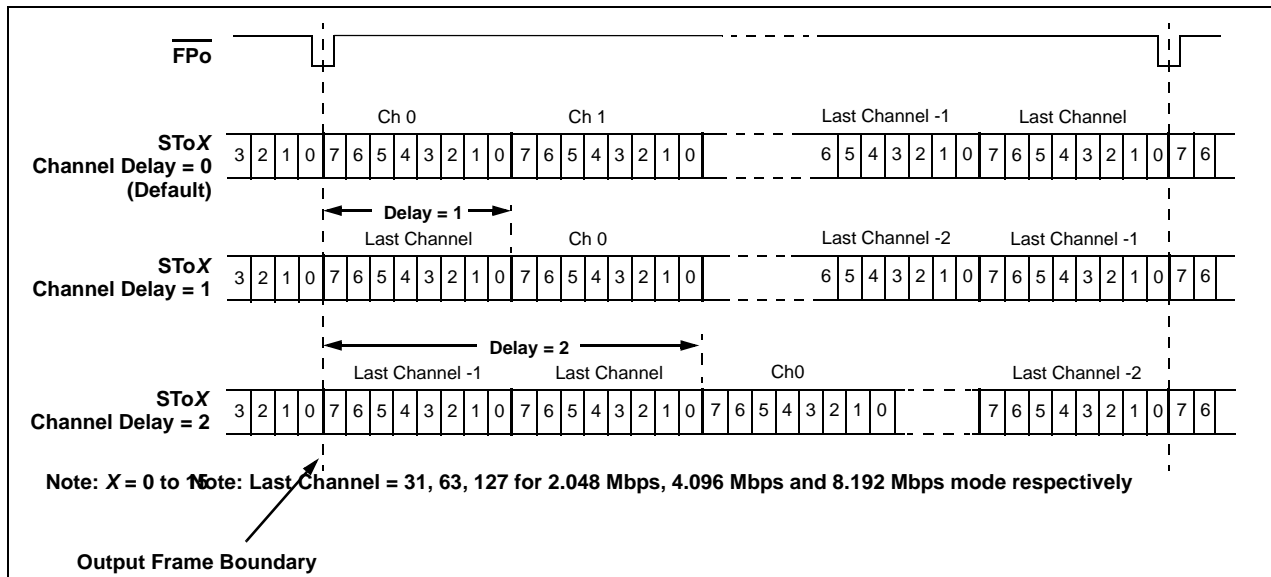 FPo
Ch 0 Ch 1 Last Channel -1 Last Channel
SToX
Channel Delay = 0
(Default)
3 2 1 0 7 6 5 4 3 2 1 0 7 6 5 4 3 2 1 0 6 5 4 3 2 1 0 7 6 5 4 3 2 1 0 7 6
Delay = 1
Last Channel Ch 0 Last Channel -2 Last Channel -1
SToX
Channel Delay = 1
3 2 1 0 7 6 5 4 3 2 1 0 7 6 5 4 3 2 1 0 6 5 4 3 2 1 0 7 6 5 4 3 2 1 0 7 6
Delay = 2
Last Channel -1 Last Channel Ch0 Last Channel -2
SToX
Channel Delay = 2
3 2 1 0 7 6 5 4 3 2 1 0 7 6 5 4 3 2 1 0 7 6 5 4 3 2 1 0 7 6 5 4 3 2 1 0 7 6
Note: X = 0 to 15 Note: Last Channel = 31, 63, 127 for 2.048 Mbps, 4.096 Mbps and 8.192 Mbps mode respectively
Output Frame Boundary